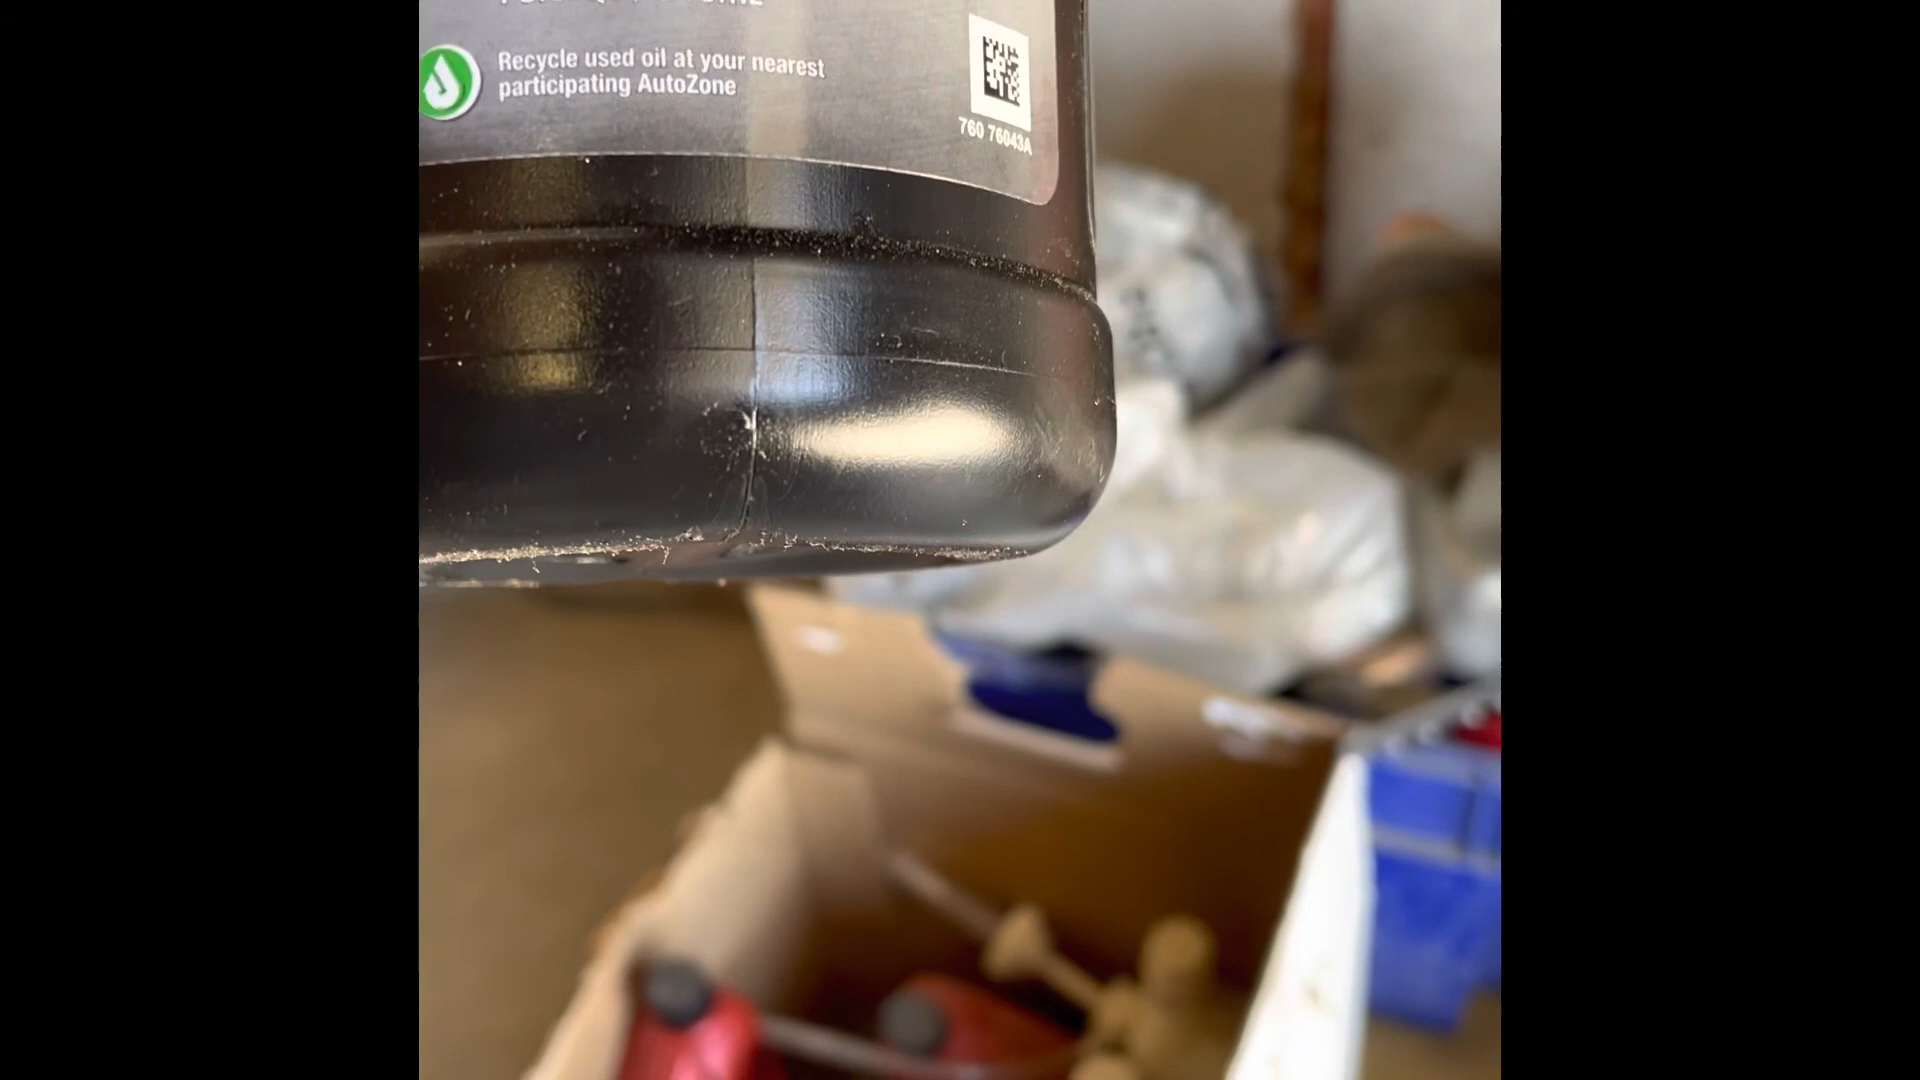 Recycle used oil at your nearest
participating AutoZone
760 76043A